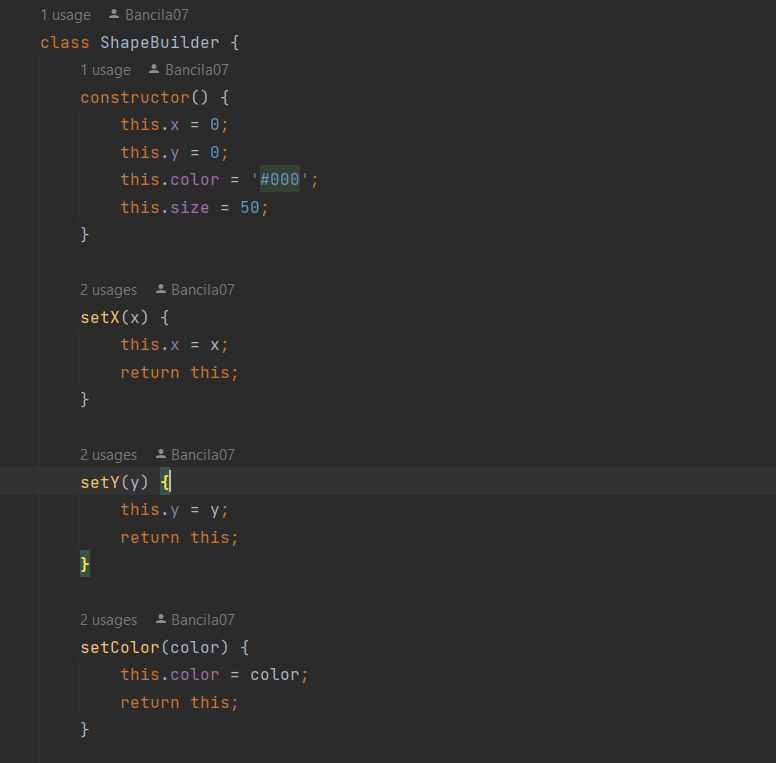 1 usage Bancila07
class ShapeBuilder {
1 usage Bancila07
constructor() {
this.x = 0;
this.y = 0;
this.color = '#000';
this.size = 50;
}
2 usages Bancila07
setX(x) {
this.x = x;
return this;
}
2 usages Bancila07
setY(y) {
this.y = y;
return this;
}
2 usages Bancila07
setColor(color) {
this.color = color;
return this;
}